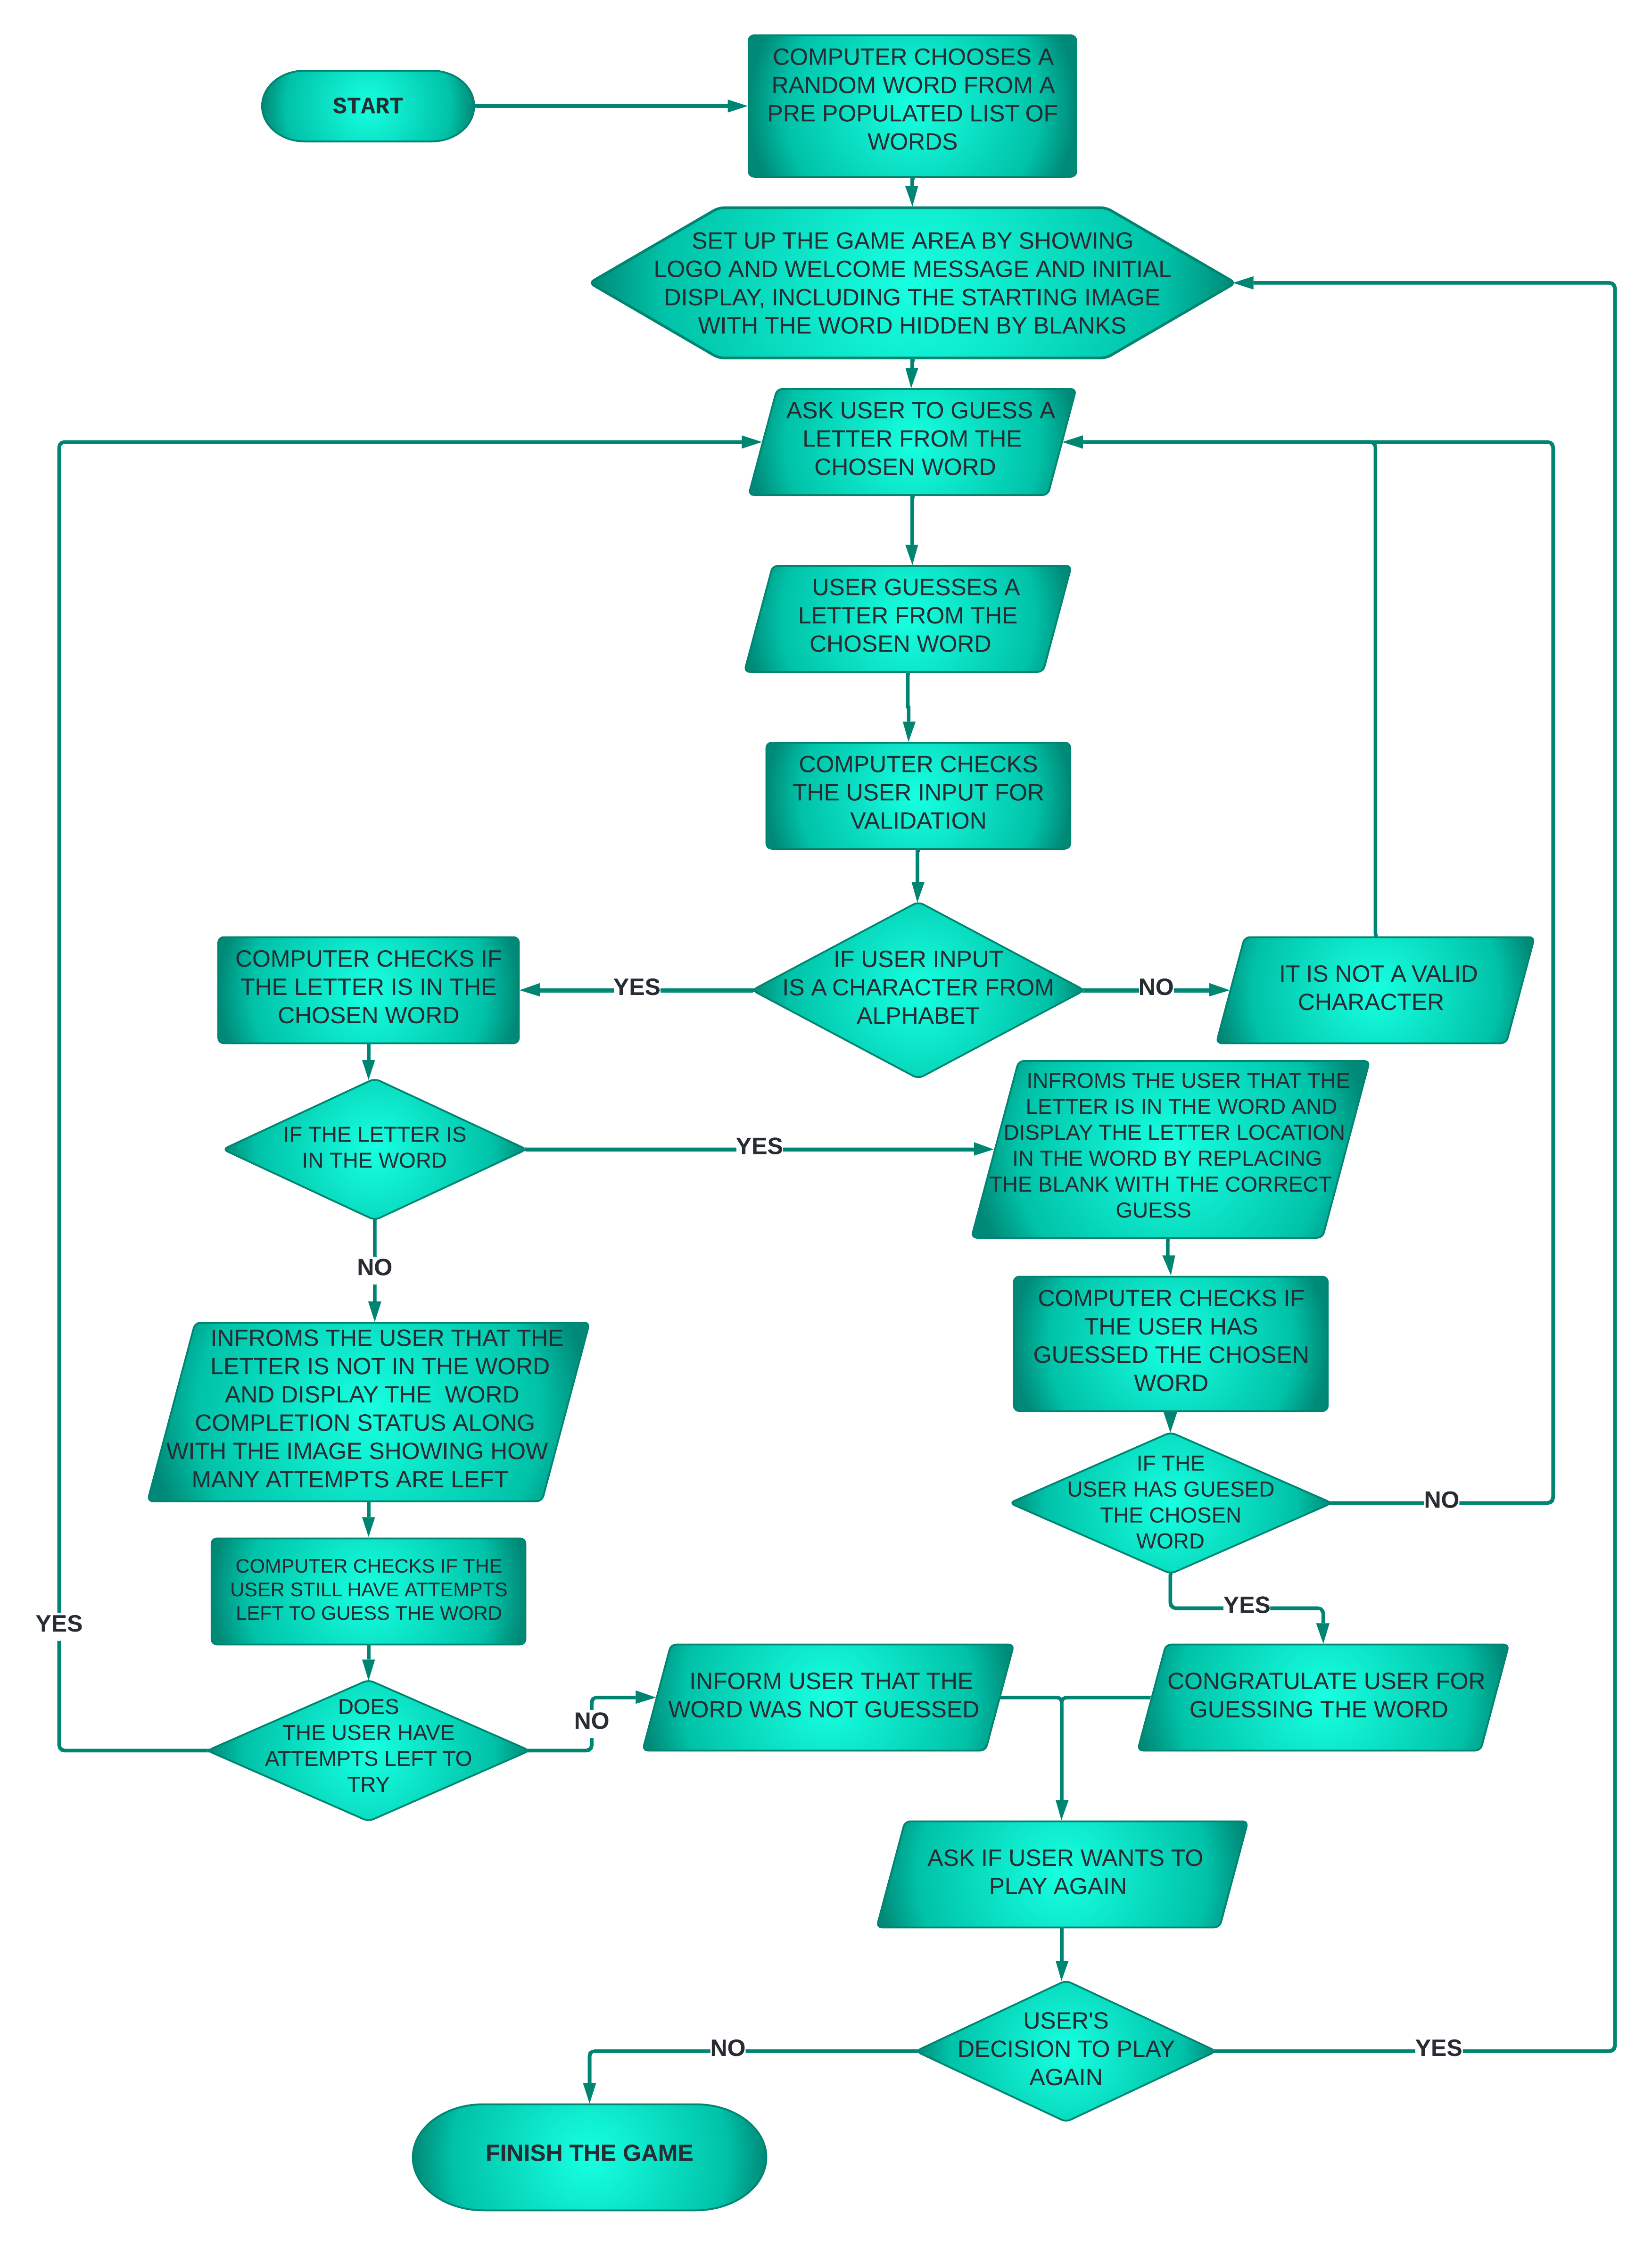 START
COMPUTER CHOOSES A
RANDOM WORD FROM A
PRE POPULATED LIST OF
WORDS
SET UP THE GAME AREA BY SHOWING
LOGO AND WELCOME MESSAGE AND INITIAL
DISPLAY, INCLUDING THE STARTING IMAGE
WITH THE WORD HIDDEN BY BLANKS
ASK USER TO GUESS A
LETTER FROM THE
CHOSEN WORD
USER GUESSES A
LETTER FROM THE
CHOSEN WORD
COMPUTER CHECKS
THE USER INPUT FOR
VALIDATION
IF USER INPUT
IS A CHARACTER FROM
ALPHABET
YES
NO
COMPUTER CHECKS IF
THE LETTER IS IN THE
CHOSEN WORD
IT IS NOT A VALID
CHARACTER
IF THE LETTER IS
IN THE WORD
YES
INFROMS THE USER THAT THE
LETTER IS IN THE WORD AND
DISPLAY THE LETTER LOCATION
IN THE WORD BY REPLACING
THE BLANK WITH THE CORRECT
GUESS
NO
COMPUTER CHECKS IF
THE USER HAS
GUESSED THE CHOSEN
WORD
INFROMS THE USER THAT THE
LETTER IS NOT IN THE WORD
AND DISPLAY THE  WORD
COMPLETION STATUS ALONG
WITH THE IMAGE SHOWING HOW
MANY ATTEMPTS ARE LEFT
IF THE
USER HAS GUESED
THE CHOSEN
WORD
NO
COMPUTER CHECKS IF THE
USER STILL HAVE ATTEMPTS
LEFT TO GUESS THE WORD
YES
YES
DOES
THE USER HAVE
ATTEMPTS LEFT TO
TRY
NO
INFORM USER THAT THE
WORD WAS NOT GUESSED
CONGRATULATE USER FOR
GUESSING THE WORD
ASK IF USER WANTS TO
PLAY AGAIN
USER'S
DECISION TO PLAY
AGAIN
NO
YES
FINISH THE GAME